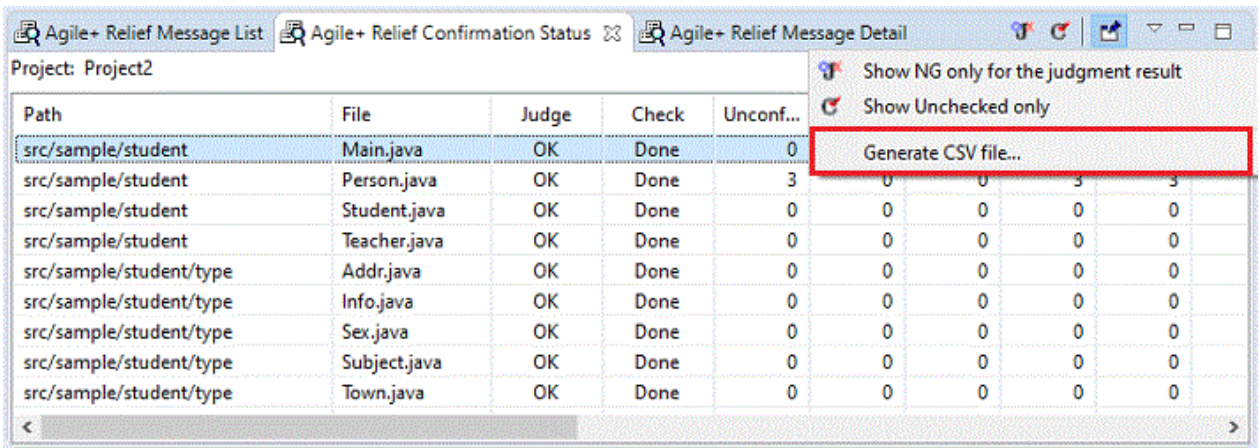 Agile+ Relief Message List Agile+ Relief Confirmation Status Agile+ Relief Message Detail
Project: Project2
Show NG only for the judgment result
Show Unchecked only
Generate CSV file...
Path File Judge Check Unconf...
src/sample/student Main.java OK Done 0
src/sample/student Person.java OK Done 3 0 0 3 3
src/sample/student Student.java OK Done 0 0 0 0 0
src/sample/student Teacher.java OK Done 0 0 0 0 0
src/sample/student/type Addr.java OK Done 0 0 0 0 0
src/sample/student/type Info.java OK Done 0 0 0 0 0
src/sample/student/type Sex.java OK Done 0 0 0 0 0
src/sample/student/type Subject.java OK Done 0 0 0 0 0
src/sample/student/type Town.java OK Done 0 0 0 0 0